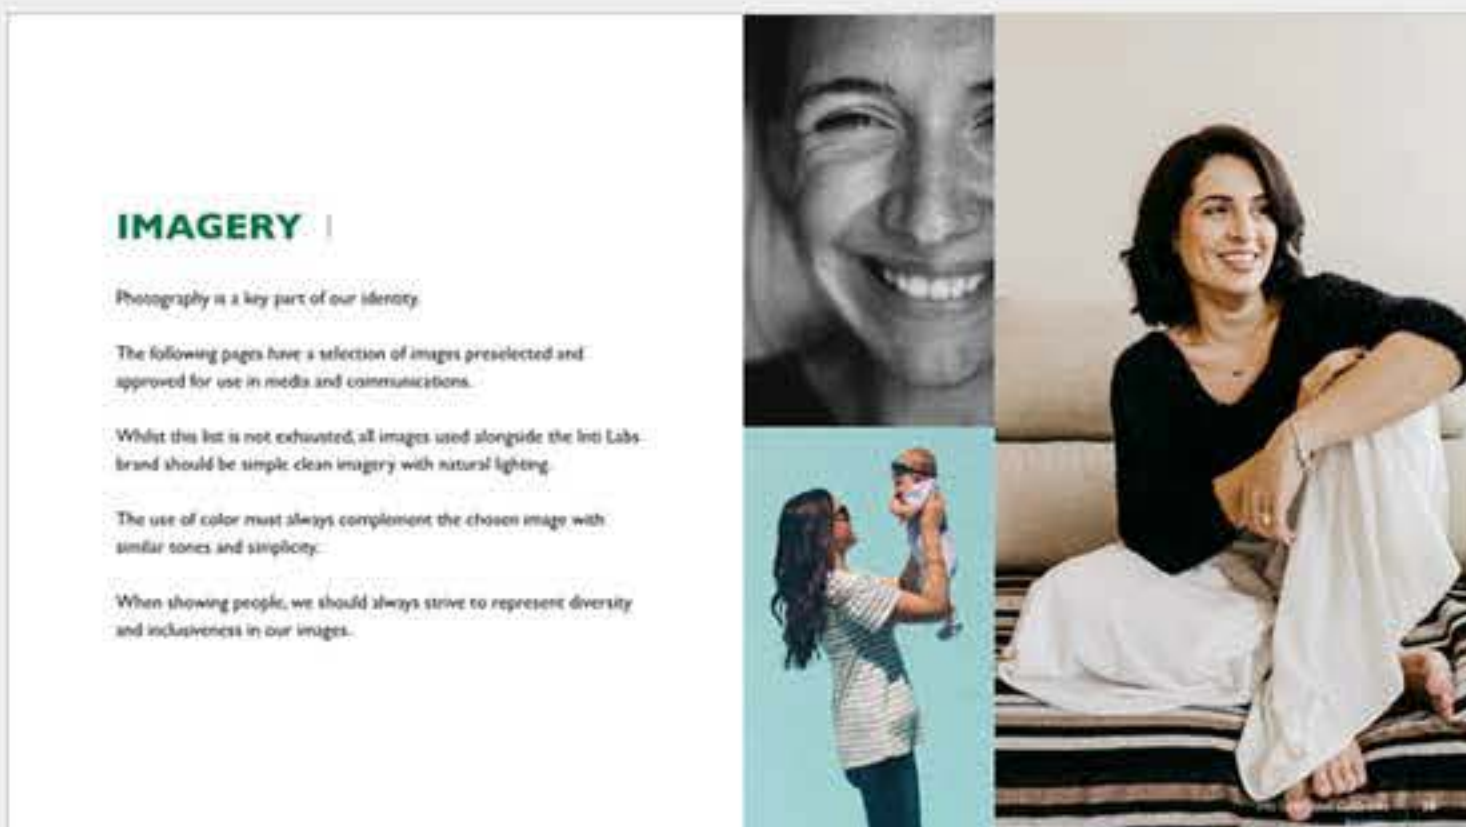 IMAGERY |
Photography is a key part of our identity.
The following pages have a selection of images preselected and
approved for use in media and communications.
Whilst this list is not exhausted, all images used alongside the Inti Labs
brand should be simple clean imagery with natural lighting.
The use of color must always complement the chosen image with
similar tones and simplicity.
When showing people, we should always strive to represent diversity
and inclusiveness in our images.